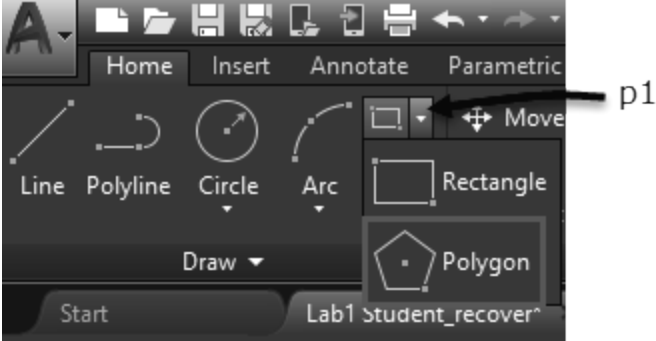 A
Home Insert Annotate Parametric
p1
Move
Line Polyline Circle Arc
Rectangle
Polygon
Draw
Start
Lab1 Student_recover*